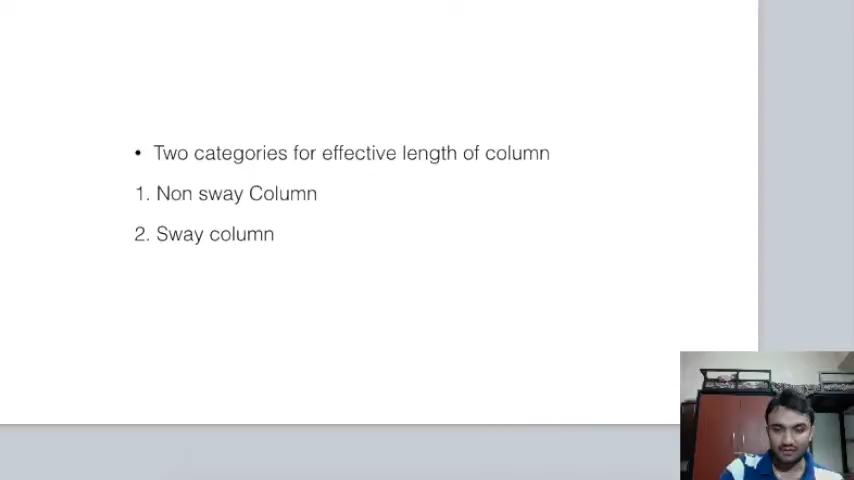 • Two categories for effective length of column
1. Non sway Column
2. Sway column